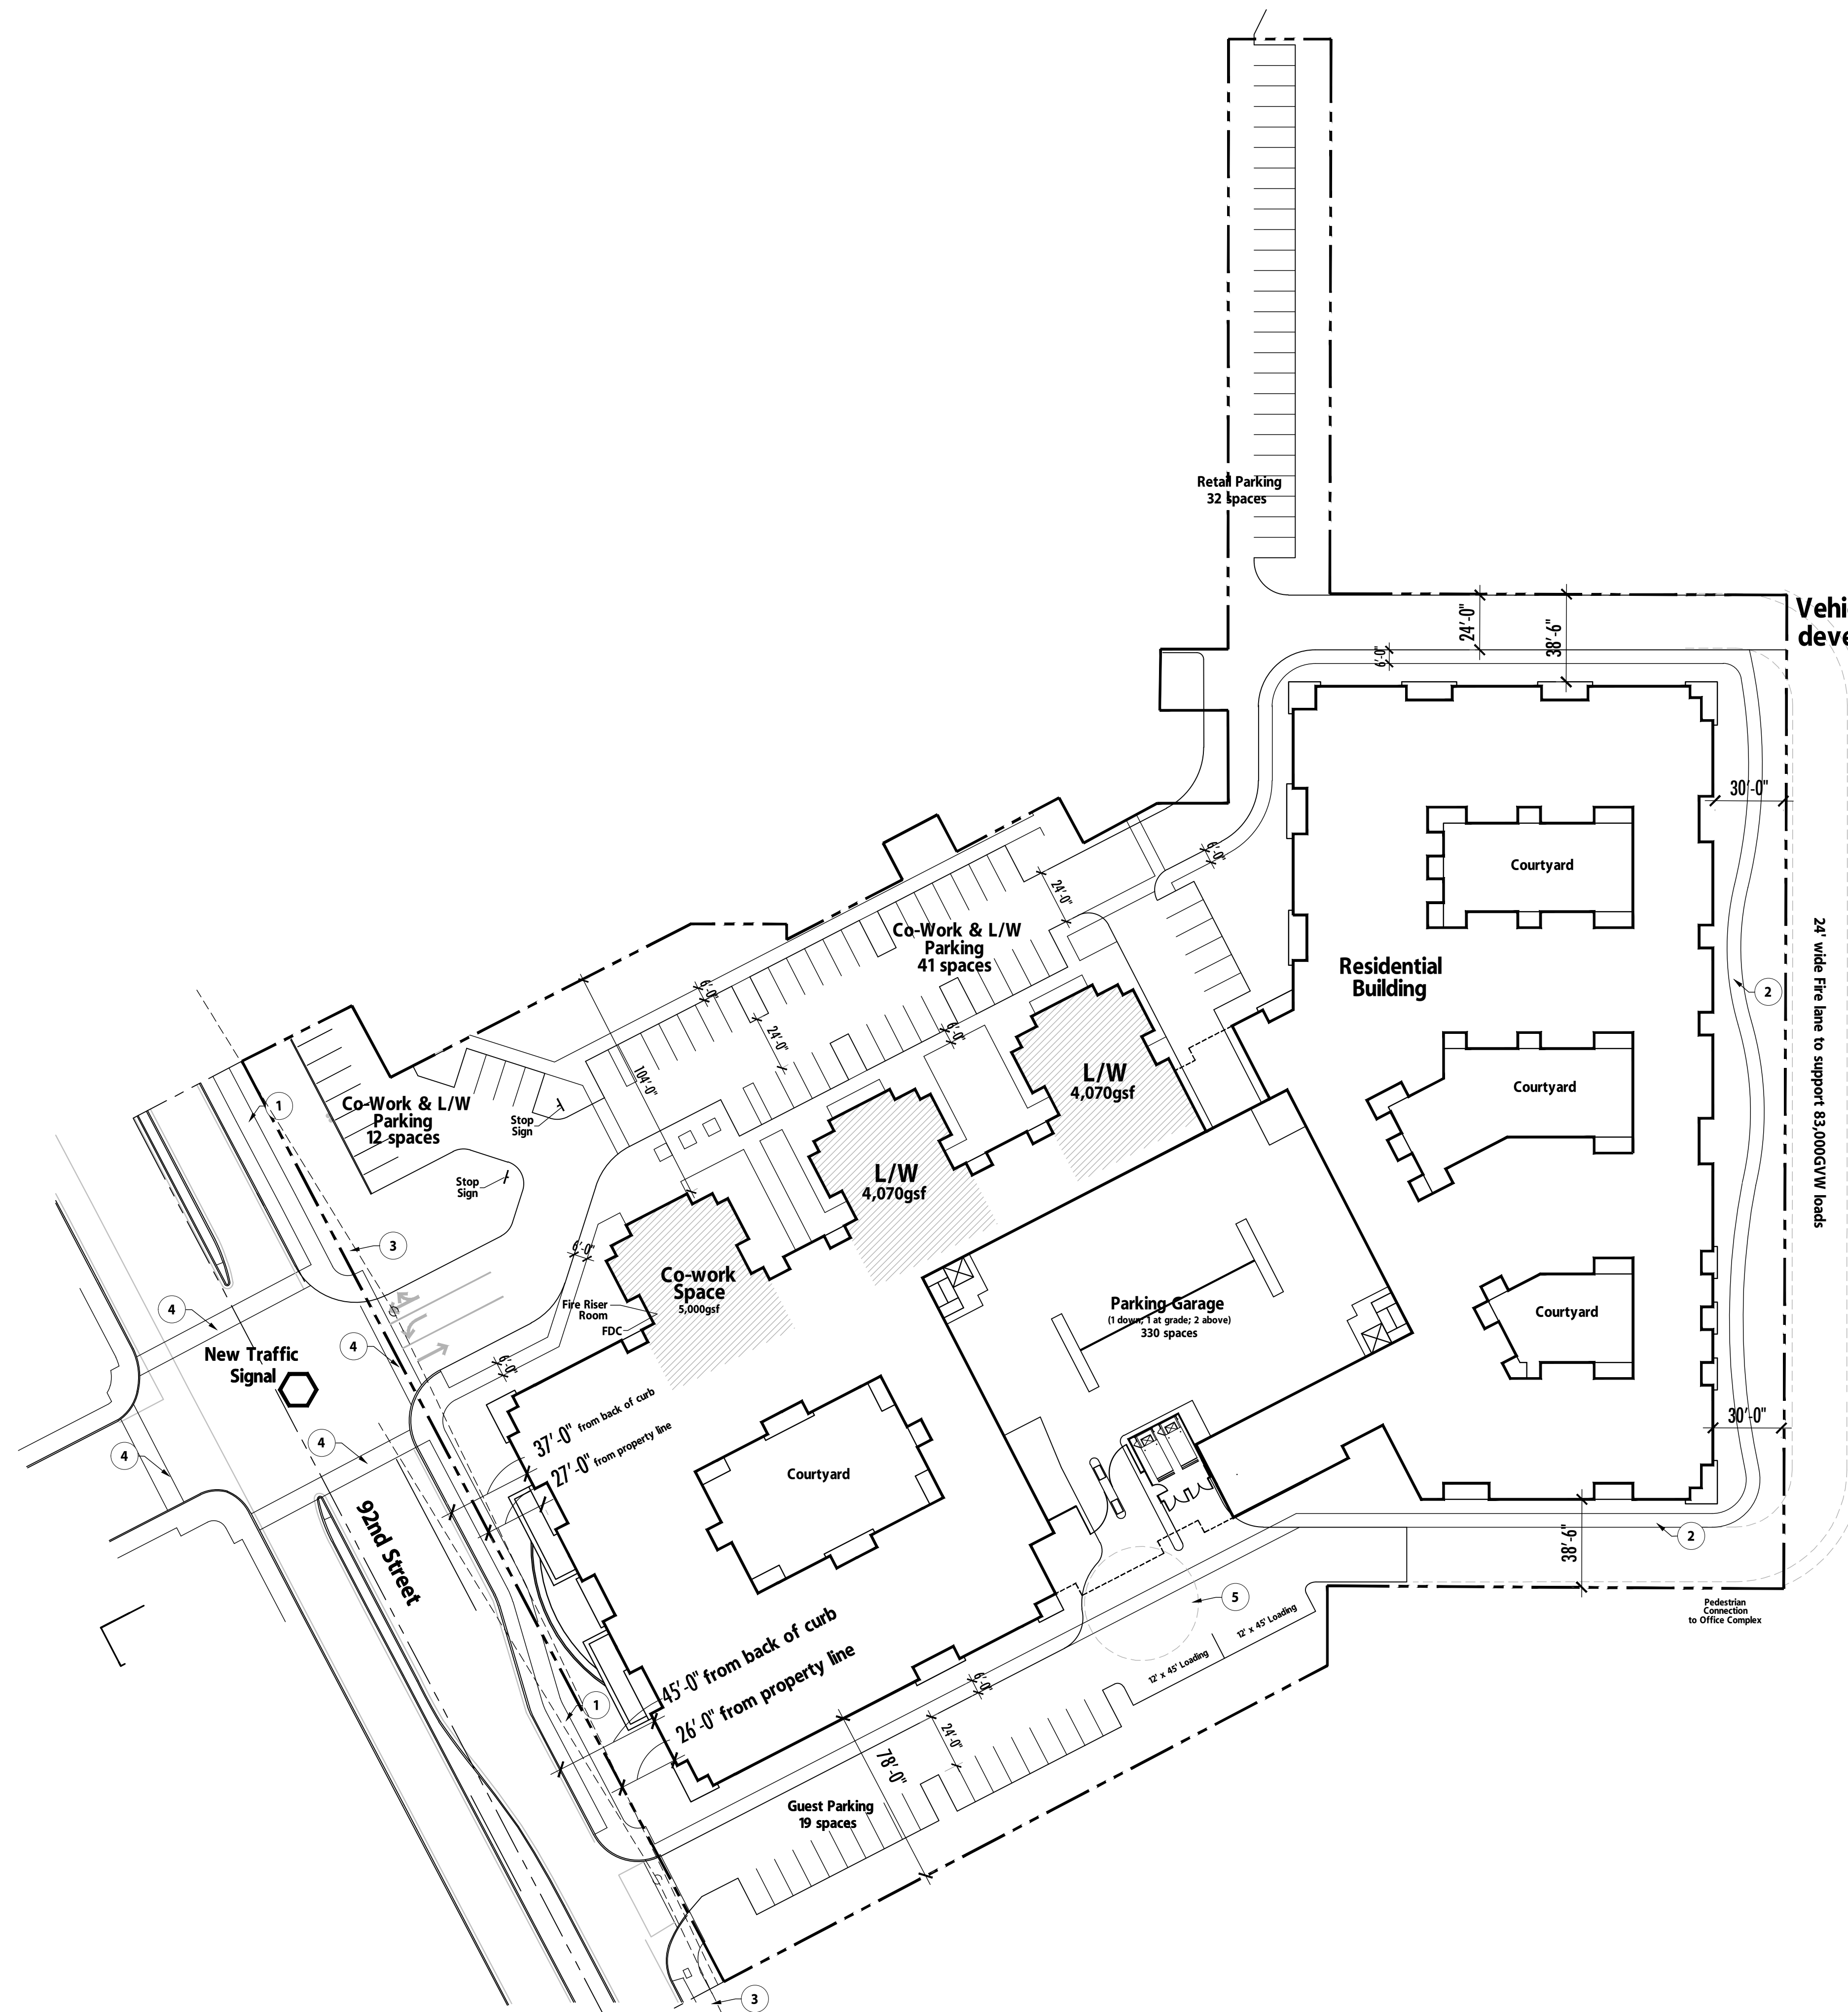 Retail Parking
32 spaces
24'-0"
38'-6"
6'-0"
Vehi
deve
30'-0"
Courtyard
6'-0"
24'-0"
Co-Work & L/W
Parking
41 spaces
Residential
Building
2
24' wide Fire lane to support 83,000GVW loads
6'-0"
24'-0"
6'-0"
104'-0"
L/W
4,070gsf
Courtyard
1
Co-Work & L/W
Parking
12 spaces
Stop
Sign
Stop
Sign
L/W
4,070gsf
3
6'-0"
Co-work
Space
5,000gsf
Fire Riser
Room
FDC
4
Parking Garage
(1 down; 1 at grade; 2 above)
330 spaces
Courtyard
New Traffic
Signal
4
6'-0"
37'-0" from back of curb
27'-0" from property line
30'-0"
4
4
Courtyard
92nd Street
38'-6"
2
5
Pedestrian
Connection
to Office Complex
12' x 45' Loading
12' x 45' Loading
45'-0" from back of curb
26'-0" from property line
1
6'-0"
24'-0"
78'-0"
Guest Parking
19 spaces
3